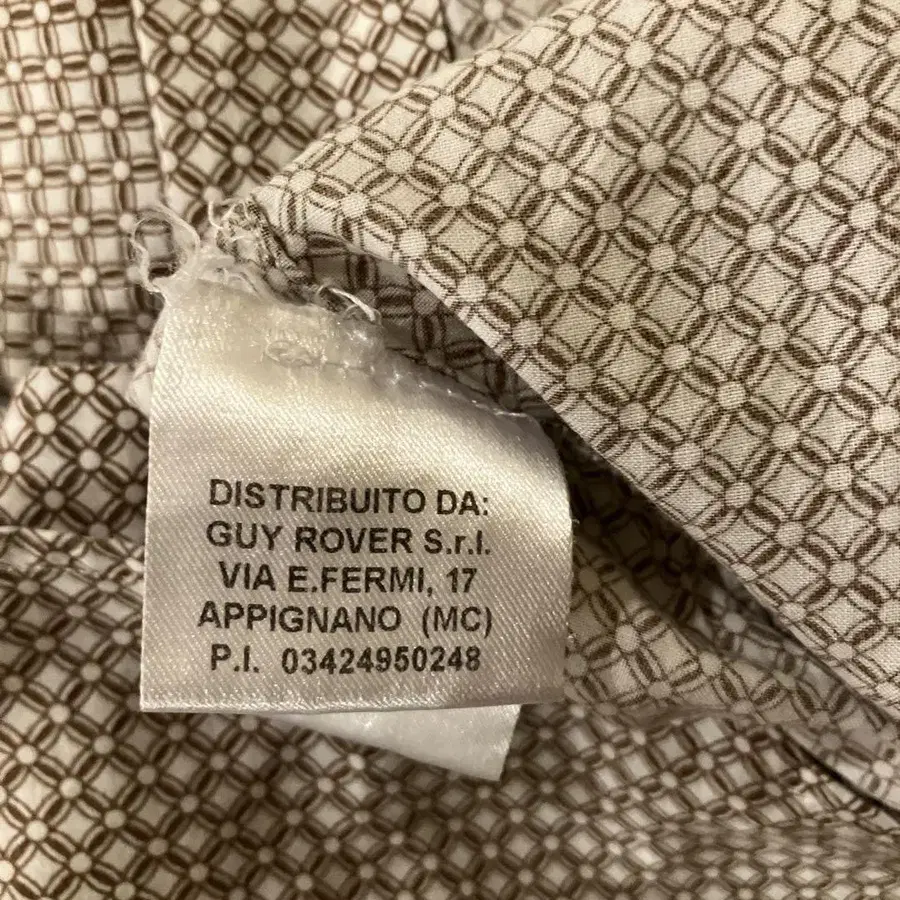 DISTRIBUITO DA:
GUY ROVER S.r.l.
VIA E.FERMI, 17
APPIGNANO (MC)
P.I. 03424950248